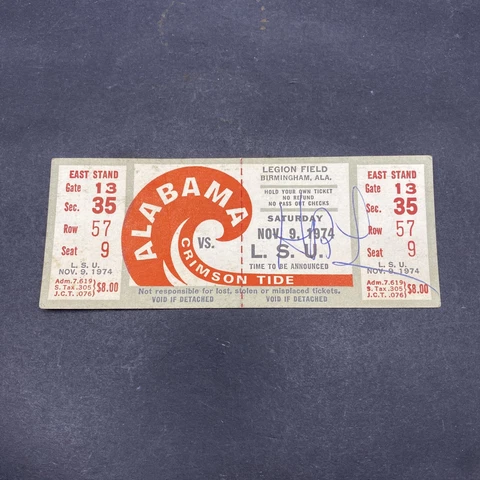 EAST STAND
Gate 13
Sec. 35
Row 57
Seat 9
L. S. U.
NOV. 9, 1974
Adm. 7.619
S. Tax .305
J.C.T. .076
$8.00
ALABAMA
VS.
CRIMSON TIDE
LEGION FIELD
BIRMINGHAM, ALA.
HOLD YOUR OWN TICKET
NO REFUND
NO PASS OUT CHECKS
SATURDAY
NOV. 9, 1974
L. S. U.
TIME TO BE ANNOUNCED
Not responsible for lost, stolen or misplaced tickets.
VOID IF DETACHED
VOID IF DETACHED
EAST STAND
Gate 13
Sec. 35
Row 57
Seat 9
L. S. U.
NOV. 9, 1974
Adm. 7.619
S. Tax .305
J.C.T. .076
$8.00